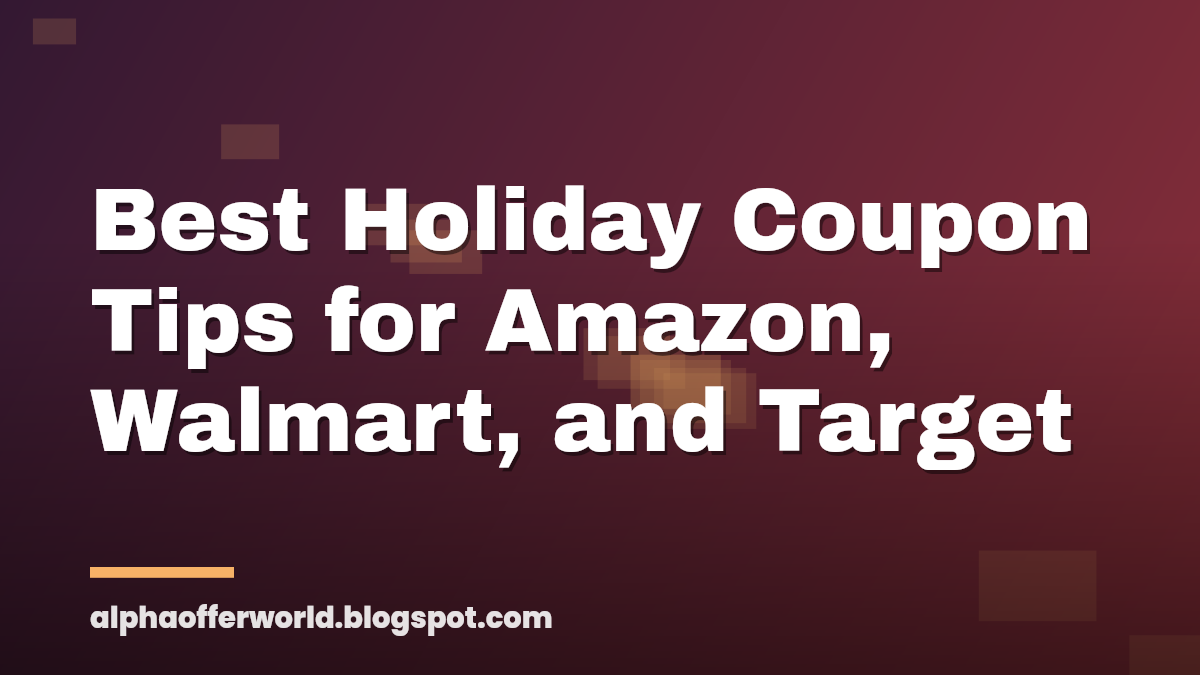 Best Holiday Coupon
Tips for Amazon,
Walmart, and Target
alphaofferworld.blogspot.com